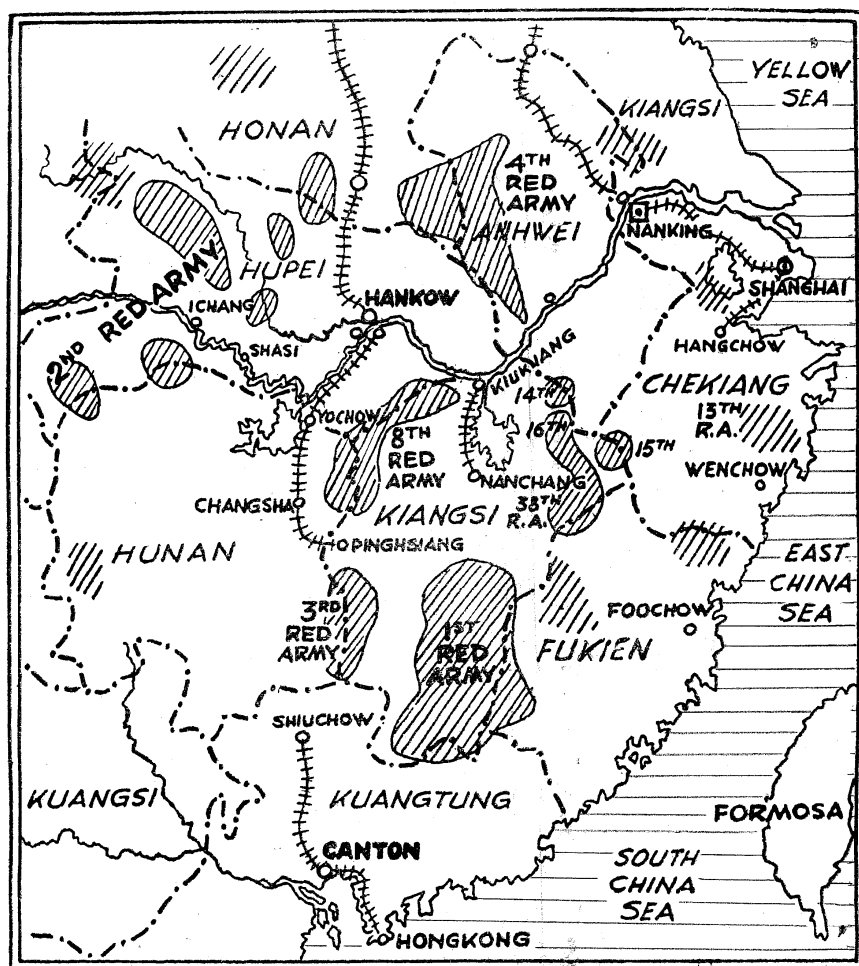 YELLOW
SEA
KIANGSI
HONAN
4TH
RED
ARMY
ANHWEI
NANKING
SHANGHAI
HUPEI
2ND RED ARMY
ICHANG
HANKOW
SHASI
HANGCHOW
KIUKIANG
CHEKIANG
14TH
13TH
R.A.
YOCHOW
8TH
RED
ARMY
16TH
15TH
WENCHOW
NANCHANG
38TH
R.A.
CHANGSHA
KIANGSI
PINGHSIANG
HUNAN
EAST
CHINA
SEA
3RD
RED
ARMY
1ST
RED
ARMY
FOOCHOW
FUKIEN
SHIUCHOW
KUANGSI
KUANGTUNG
FORMOSA
CANTON
SOUTH
CHINA
SEA
HONGKONG